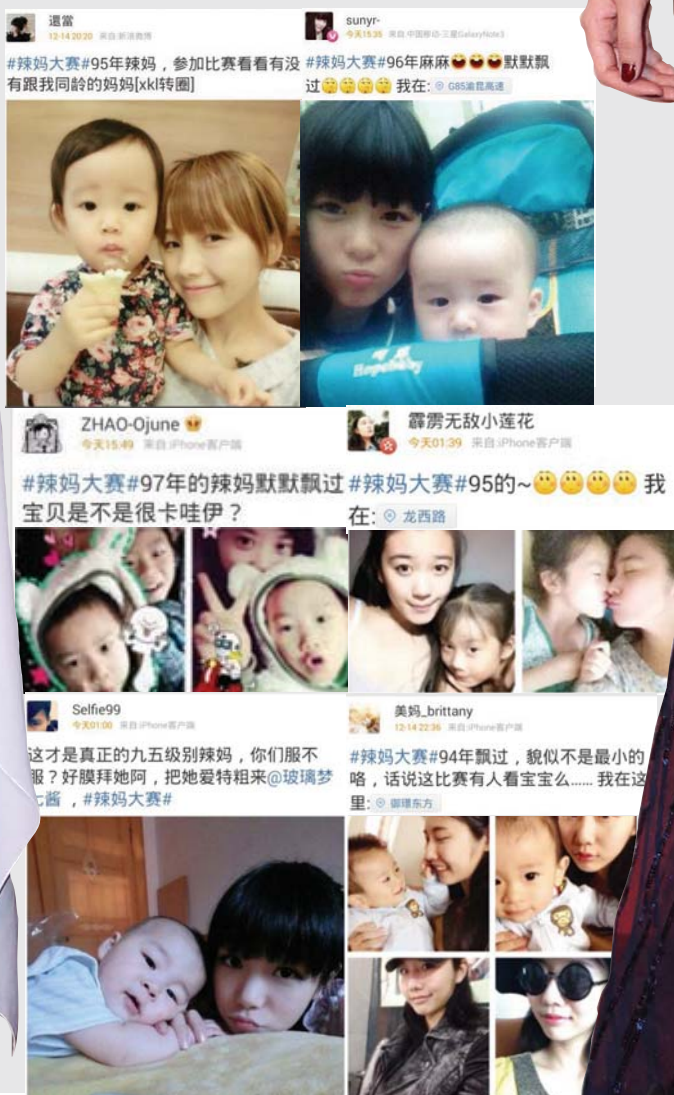 還當
12-14 20:20 来自新浪微博
#辣妈大赛#95年辣妈，参加比赛看看有没
有跟我同龄的妈妈[xkl转圈]
sunyr-
今天15:35 来自中国移动-三星GalaxyNote3
#辣妈大赛#96年麻麻默默飘
过 我在: G85渝昆高速
Hopebaby
ZHAO-Ojune
今天15:49 来自iPhone客户端
#辣妈大赛#97年的辣妈默默飘过
宝贝是不是很卡哇伊？
霹雳无敌小莲花
今天01:39 来自iPhone客户端
#辣妈大赛#95的~ 我
在: 龙西路
Selfie99
今天01:00 来自iPhone客户端
这才是真正的九五级别辣妈，你们服不
服？好膜拜她阿，把她爱特粗来@玻璃梦
七酱 ，#辣妈大赛#
美妈_brittany
12-14 22:36 来自iPhone客户端
#辣妈大赛#94年飘过，貌似不是最小的
咯，话说这比赛有人看宝宝么...... 我在这
里: 御璟东方